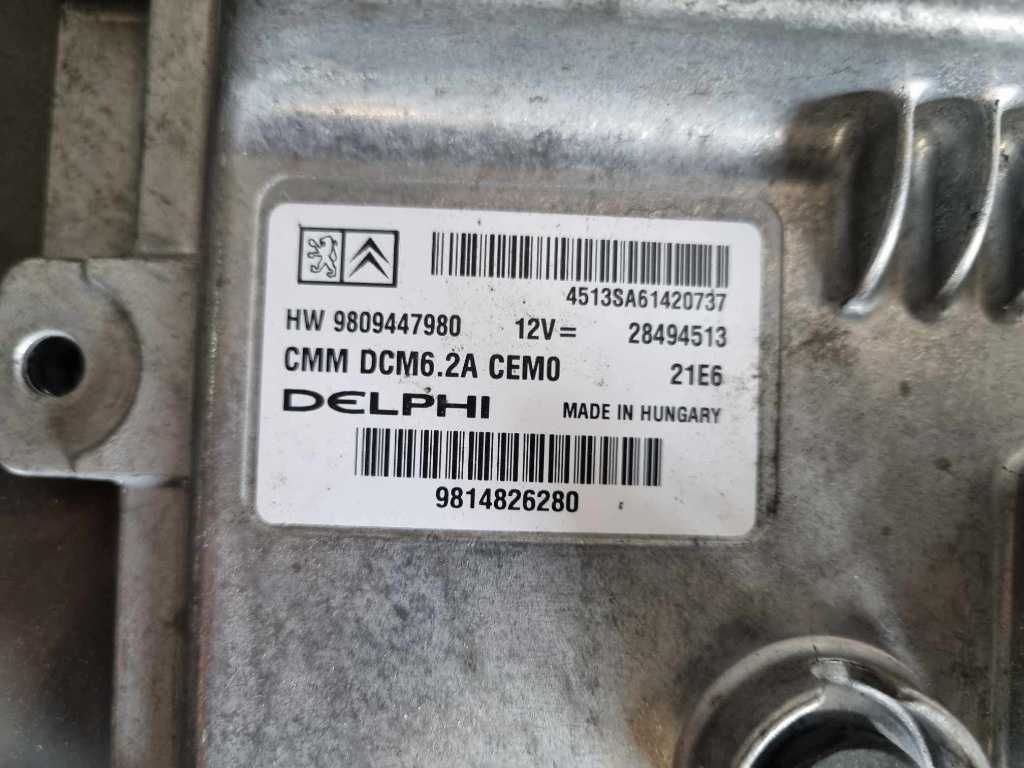 4513SA61420737
HW 9809447980 12V= 28494513
CMM DCM6.2A CEM0 21E6
DELPHI MADE IN HUNGARY
9814826280